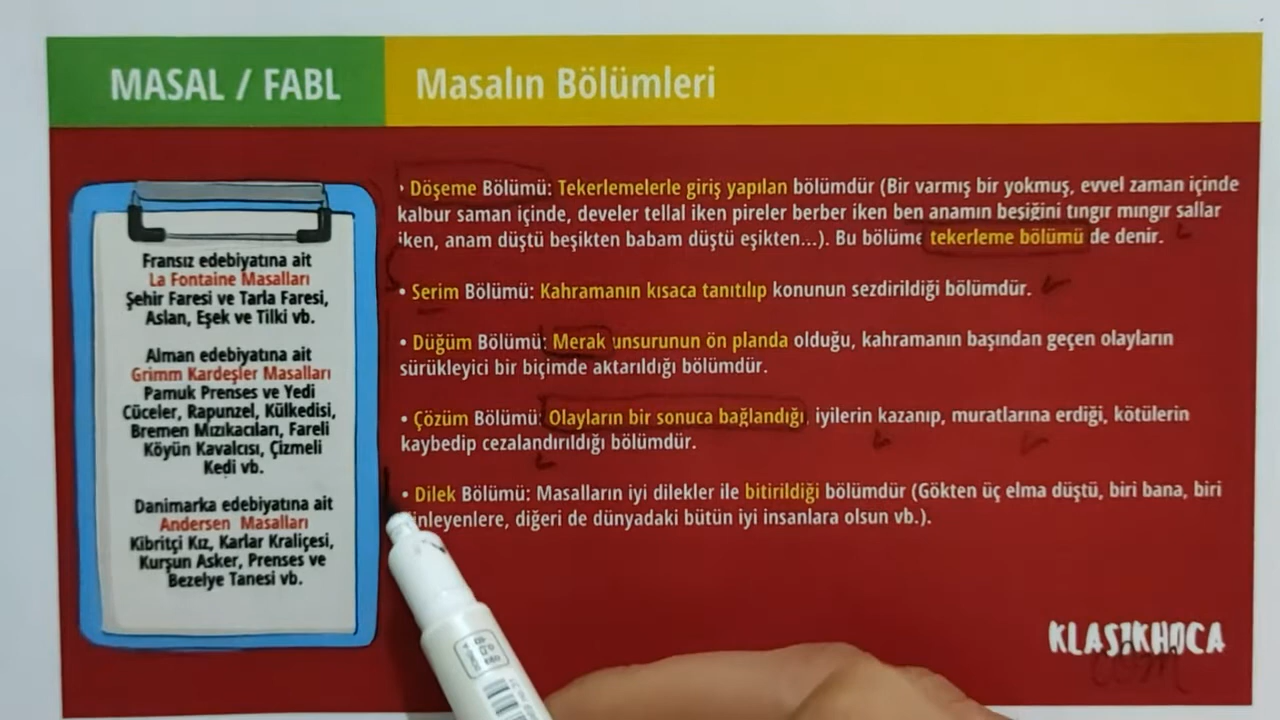 MASAL / FABL
Masalın Bölümleri
Fransız edebiyatına ait
La Fontaine Masalları
Şehir Faresi ve Tarla Faresi,
Aslan, Eşek ve Tilki vb.
Alman edebiyatına ait
Grimm Kardeşler Masalları
Pamuk Prenses ve Yedi
Cüceler, Rapunzel, Külkedisi,
Bremen Mızıkacıları, Fareli
Köyün Kavalcısı, Çizmeli
Kedi vb.
Danimarka edebiyatına ait
Andersen Masalları
Kibritçi Kız, Karlar Kraliçesi,
Kurşun Asker, Prenses ve
Bezelye Tanesi vb.
• Döşeme Bölümü: Tekerlemelerle giriş yapılan bölümdür (Bir varmış bir yokmuş, evvel zaman içinde
kalbur saman içinde, develer tellal iken pireler berber iken ben anamın beşiğini tıngır mıngır sallar
iken, anam düştü beşikten babam düştü eşikten...). Bu bölüme tekerleme bölümü de denir.
• Serim Bölümü: Kahramanın kısaca tanıtılıp konunun sezdirildiği bölümdür.
• Düğüm Bölümü: Merak unsurunun ön planda olduğu, kahramanın başından geçen olayların
sürükleyici bir biçimde aktarıldığı bölümdür.
• Çözüm Bölümü: Olayların bir sonuca bağlandığı, iyilerin kazanıp, muratlarına erdiği, kötülerin
kaybedip cezalandırıldığı bölümdür.
• Dilek Bölümü: Masalların iyi dilekler ile bitirildiği bölümdür (Gökten üç elma düştü, biri bana, biri
inleyenlere, diğeri de dünyadaki bütün iyi insanlara olsun vb.).
KLASİKHOCA